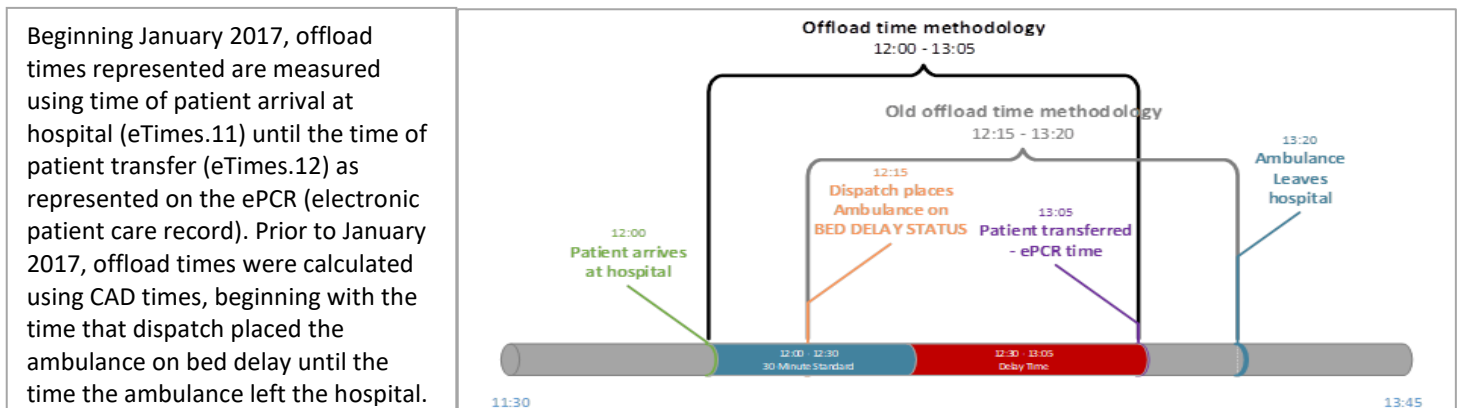 Beginning January 2017, offload
times represented are measured
using time of patient arrival at
hospital (eTimes.11) until the time of
patient transfer (eTimes.12) as
represented on the ePCR (electronic
patient care record). Prior to January
2017, offload times were calculated
using CAD times, beginning with the
time that dispatch placed the
ambulance on bed delay until the
time the ambulance left the hospital.
Offload time methodology
12:00 - 13:05
Old offload time methodology
12:15 - 13:20
13:20
Ambulance
Leaves
hospital
12:15
Dispatch places
Ambulance on
BED DELAY STATUS
13:05
Patient transferred
- ePCR time
12:00
Patient arrives
at hospital
12:00 - 12:30
30 Minute Standard
12:30 - 13:05
Delay Time
11:30
13:45